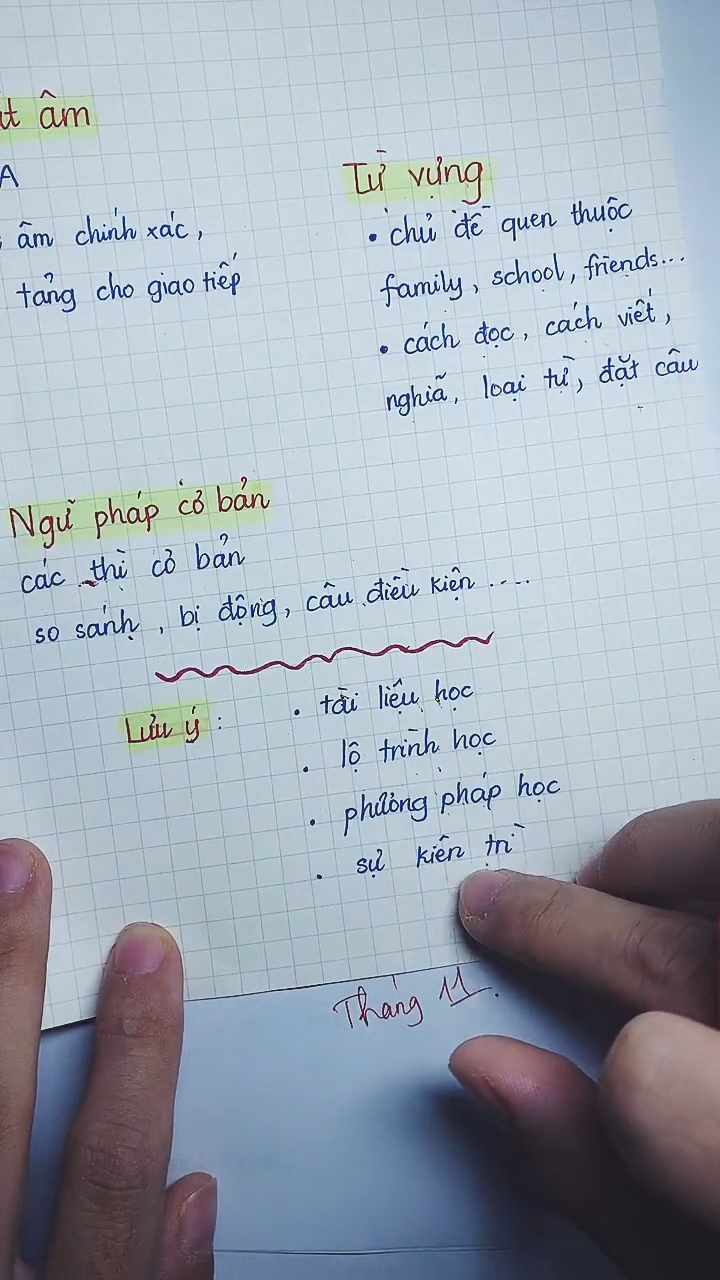 t âm
A
âm chính xác,
tảng cho giao tiếp
Từ vựng
• chủ đề quen thuộc
family, school, friends...
• cách đọc, cách viết,
nghĩa, loại từ, đặt câu
Ngữ pháp cơ bản
các thì cơ bản
so sánh, bị động, câu điều kiện ....
Lưu ý :
• tài liệu học
• lộ trình học
• phương pháp học
• sự kiên trì
Tháng 11.